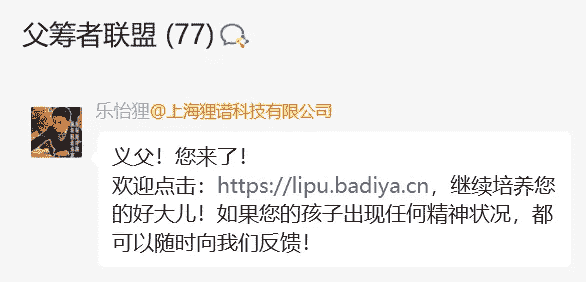 父筹者联盟 (77)
乐怡狸@上海狸谱科技有限公司
义父！您来了！
欢迎点击：https://lipu.badiya.cn，继续培养您
的好大儿！如果您的孩子出现任何精神状况，都
可以随时向我们反馈！